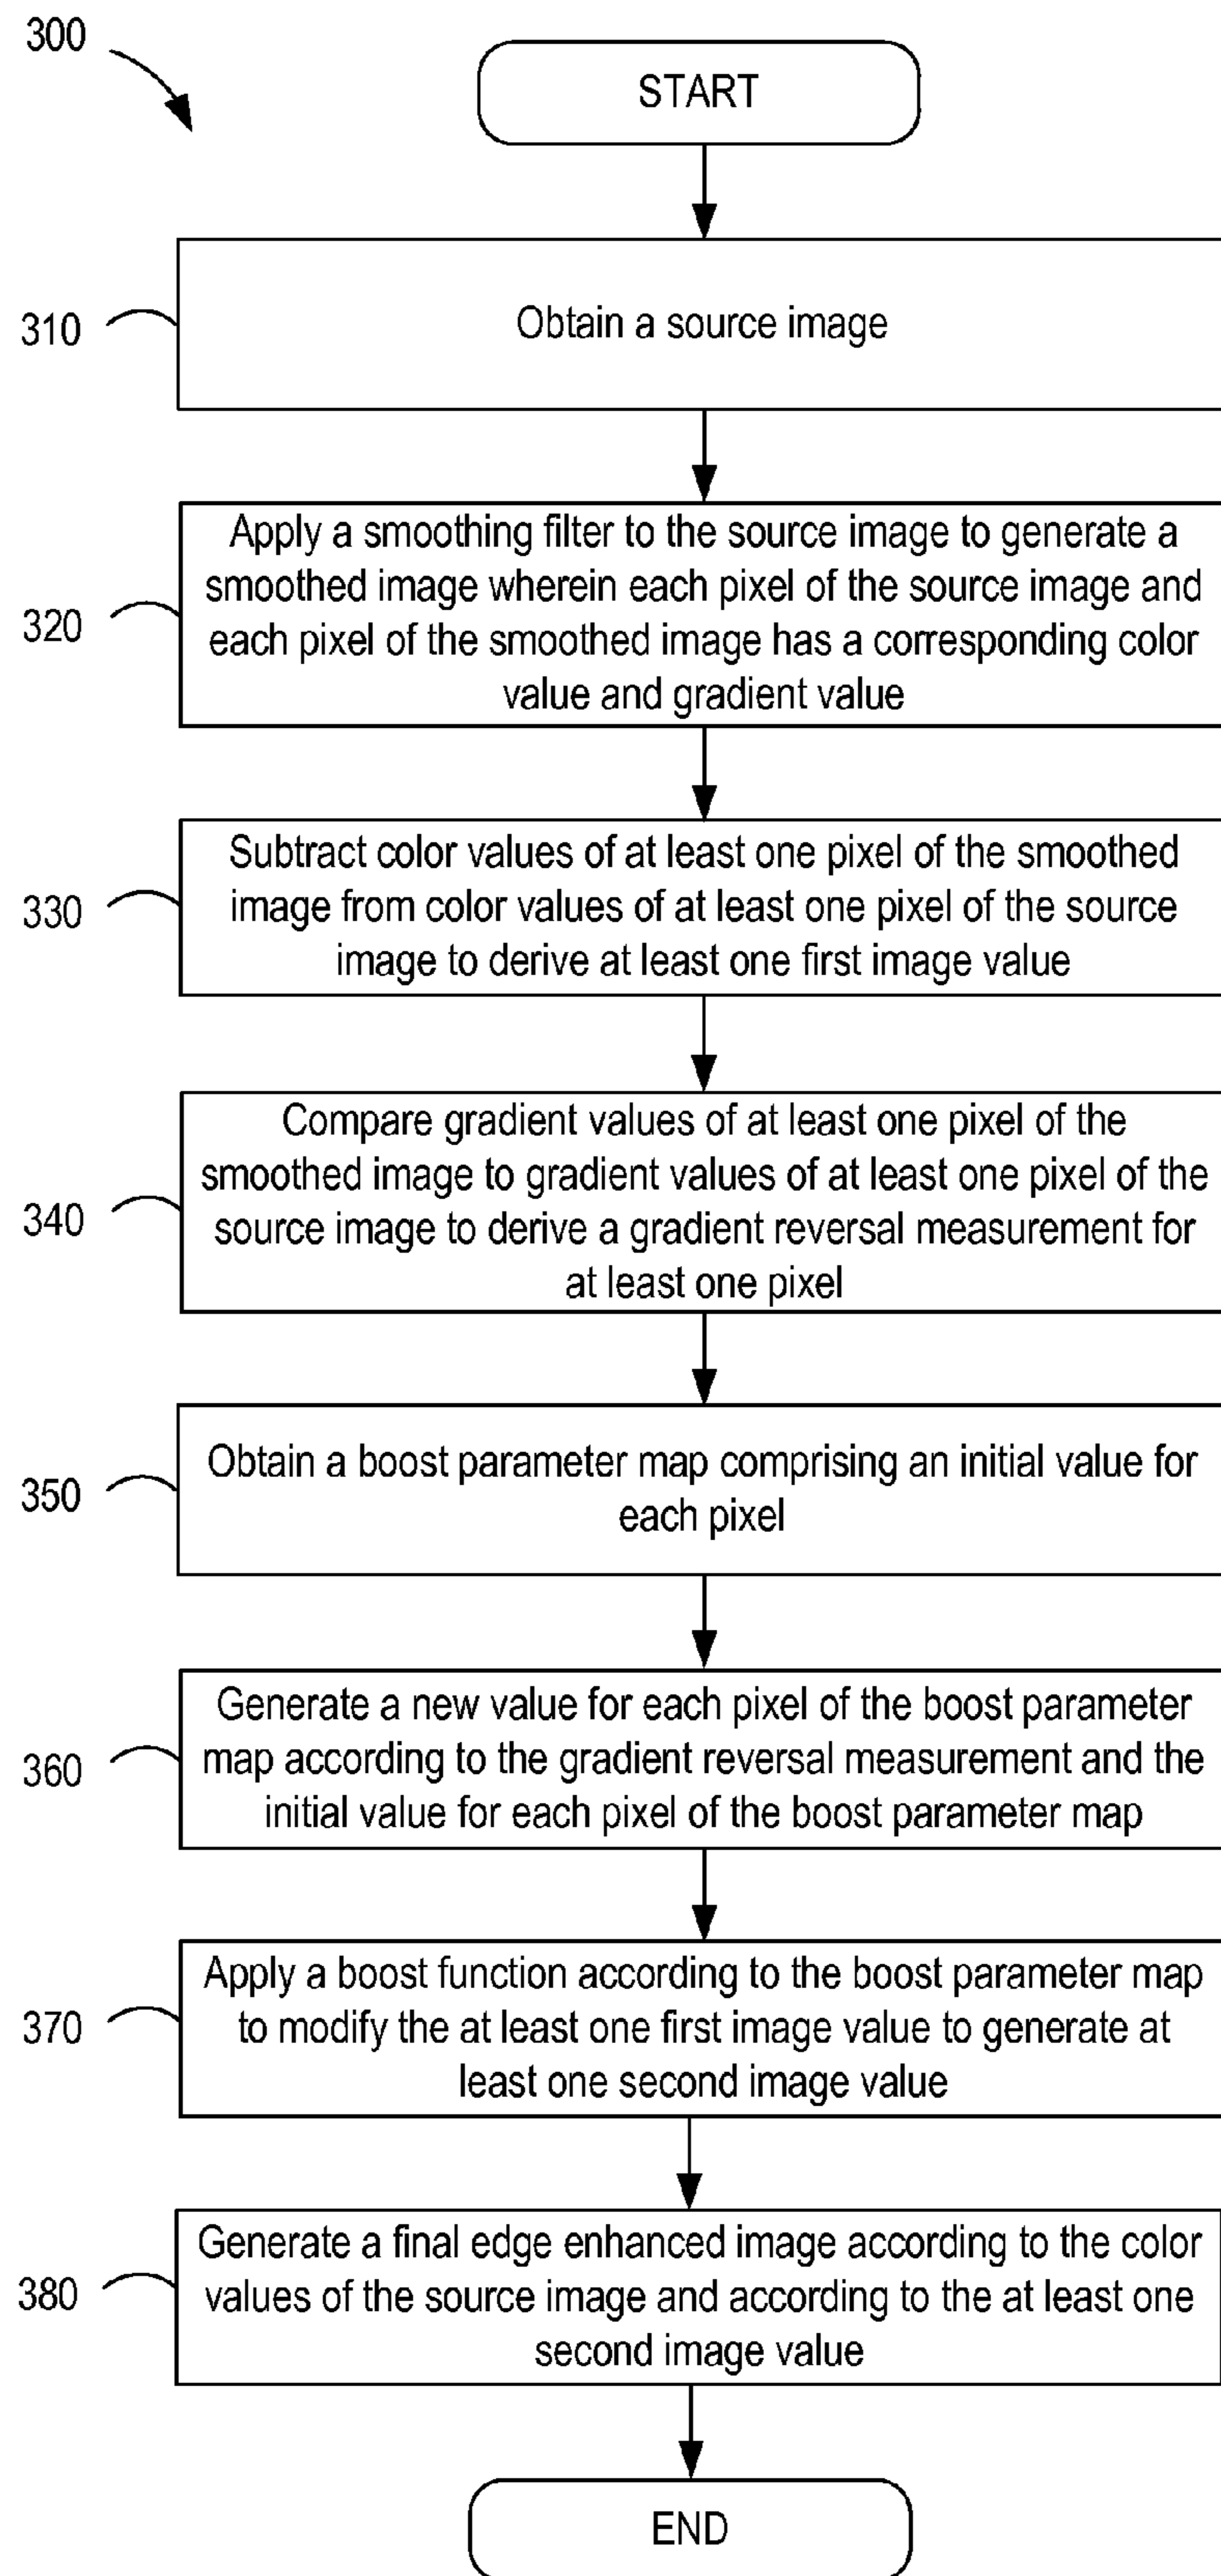 300
START
310
Obtain a source image
320
Apply a smoothing filter to the source image to generate a
smoothed image wherein each pixel of the source image and
each pixel of the smoothed image has a corresponding color
value and gradient value
330
Subtract color values of at least one pixel of the smoothed
image from color values of at least one pixel of the source
image to derive at least one first image value
340
Compare gradient values of at least one pixel of the
smoothed image to gradient values of at least one pixel of the
source image to derive a gradient reversal measurement for
at least one pixel
350
Obtain a boost parameter map comprising an initial value for
each pixel
360
Generate a new value for each pixel of the boost parameter
map according to the gradient reversal measurement and the
initial value for each pixel of the boost parameter map
370
Apply a boost function according to the boost parameter map
to modify the at least one first image value to generate at
least one second image value
380
Generate a final edge enhanced image according to the color
values of the source image and according to the at least one
second image value
END